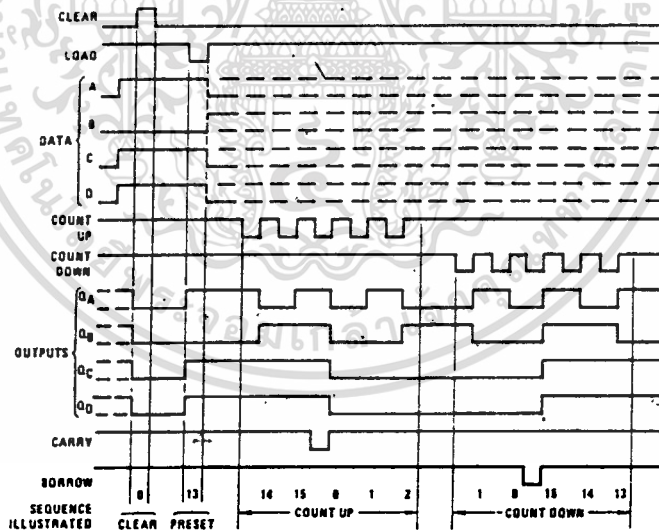 CLEAR
LOAD
A
B
DATA
C
D
COUNT
UP
COUNT
DOWN
QA
QB
OUTPUTS
QC
QD
CARRY
BORROW
SEQUENCE
ILLUSTRATED
0 13 14 15 0 1 2 1 0 15 14 13
CLEAR PRESET COUNT UP COUNT DOWN